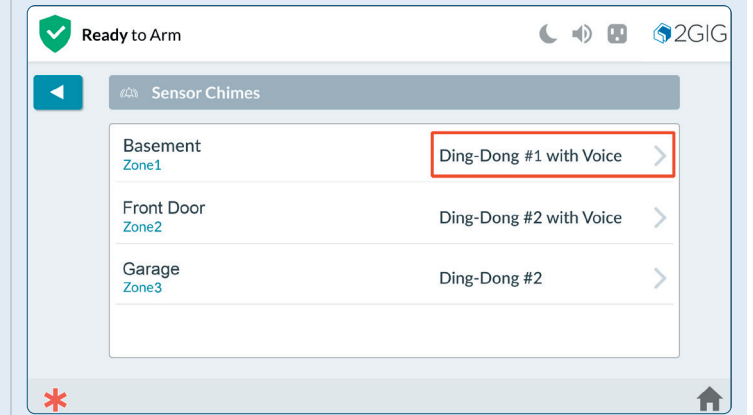 Ready to Arm
2GIG
Sensor Chimes
Basement
Ding-Dong #1 with Voice
Zone1
Front Door
Ding-Dong #2 with Voice
Zone2
Garage
Ding-Dong #2
Zone3